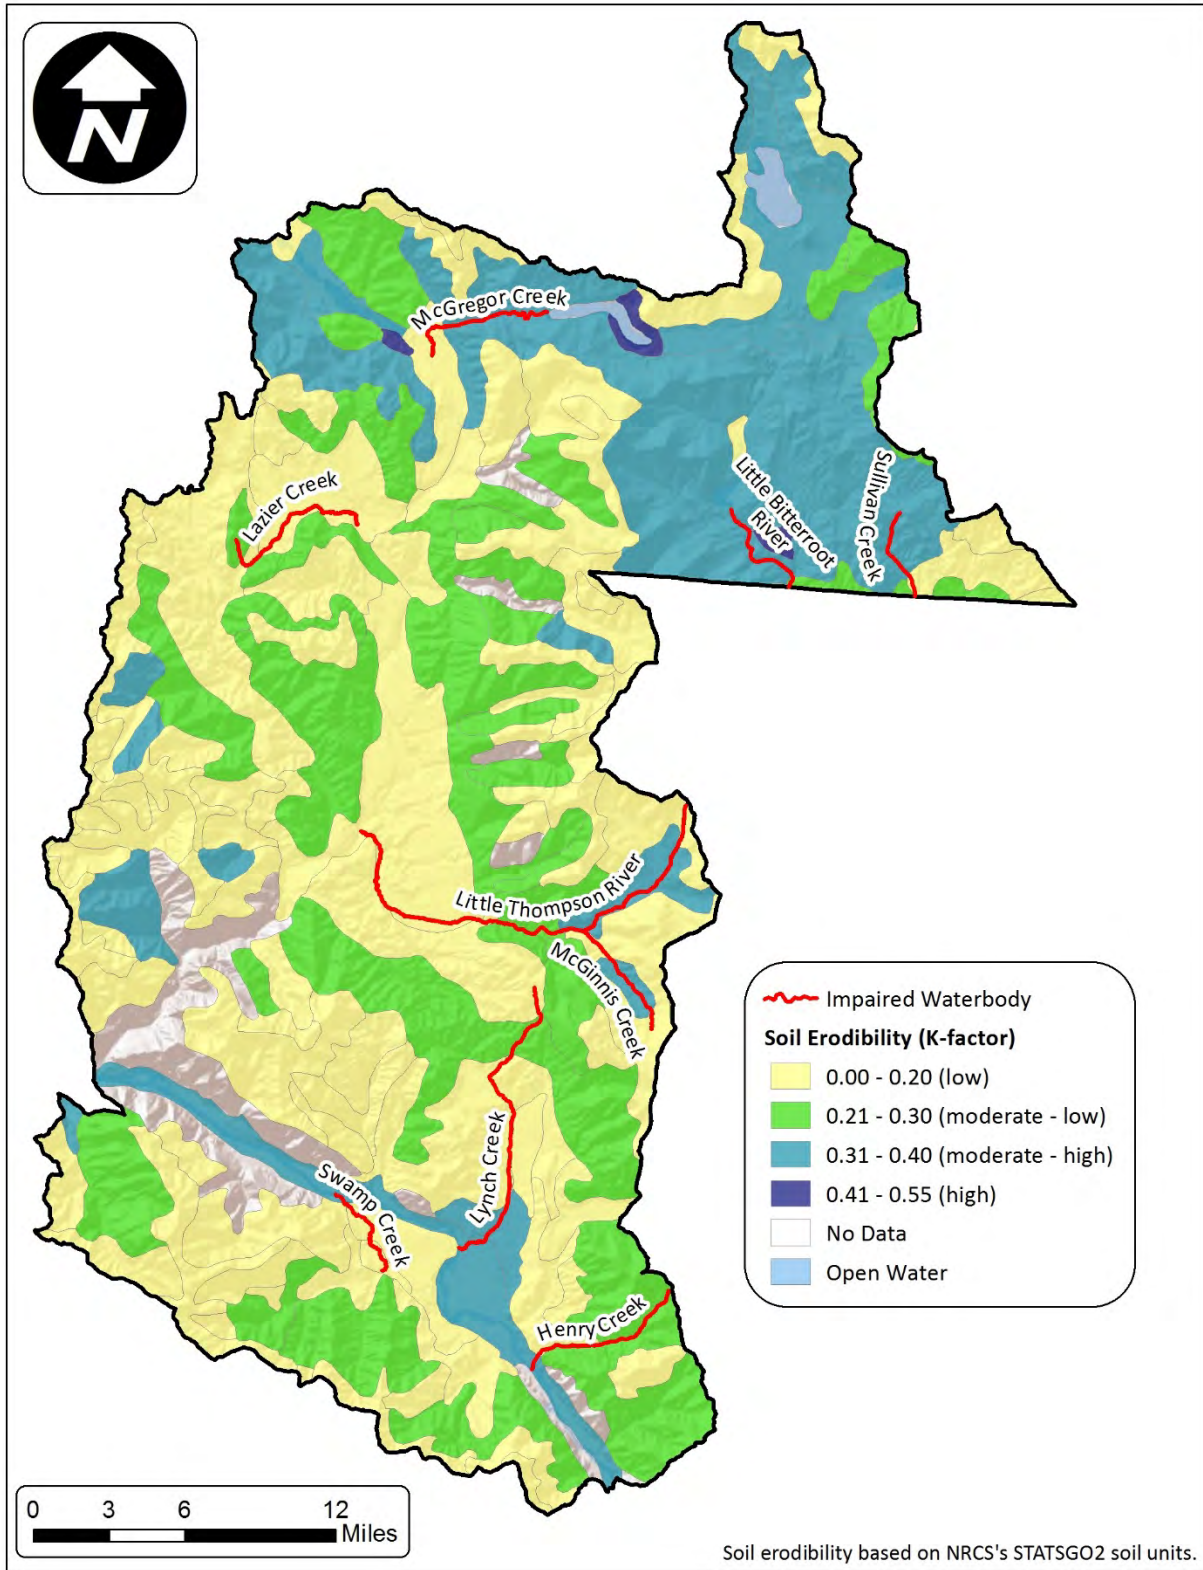 N
McGregor Creek
Lazier Creek
Little Bitterroot
River
Sullivan Creek
Little Thompson River
McGinnis Creek
Lynch Creek
Swamp Creek
Henry Creek
Impaired Waterbody
Soil Erodibility (K-factor)
0.00 - 0.20 (low)
0.21 - 0.30 (moderate - low)
0.31 - 0.40 (moderate - high)
0.41 - 0.55 (high)
No Data
Open Water
0 3 6 12
Miles
Soil erodibility based on NRCS's STATSGO2 soil units.